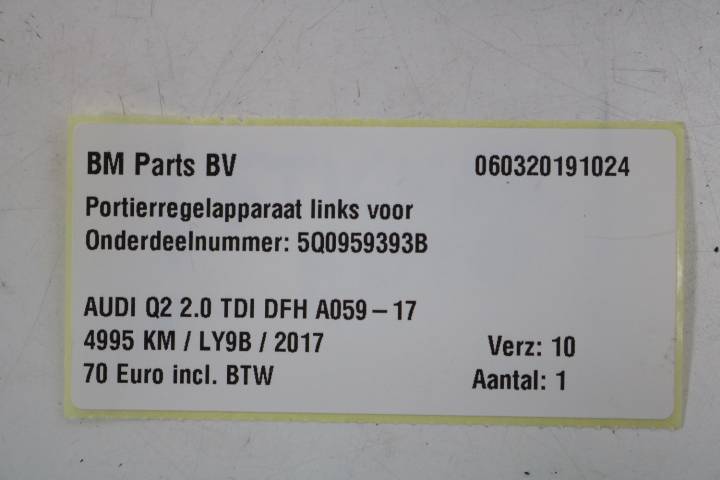 BM Parts BV 060320191024
Portierregelapparaat links voor
Onderdeelnummer: 5Q0959393B
AUDI Q2 2.0 TDI DFH A059-17
4995 KM / LY9B / 2017 Verz: 10
70 Euro incl. BTW Aantal: 1